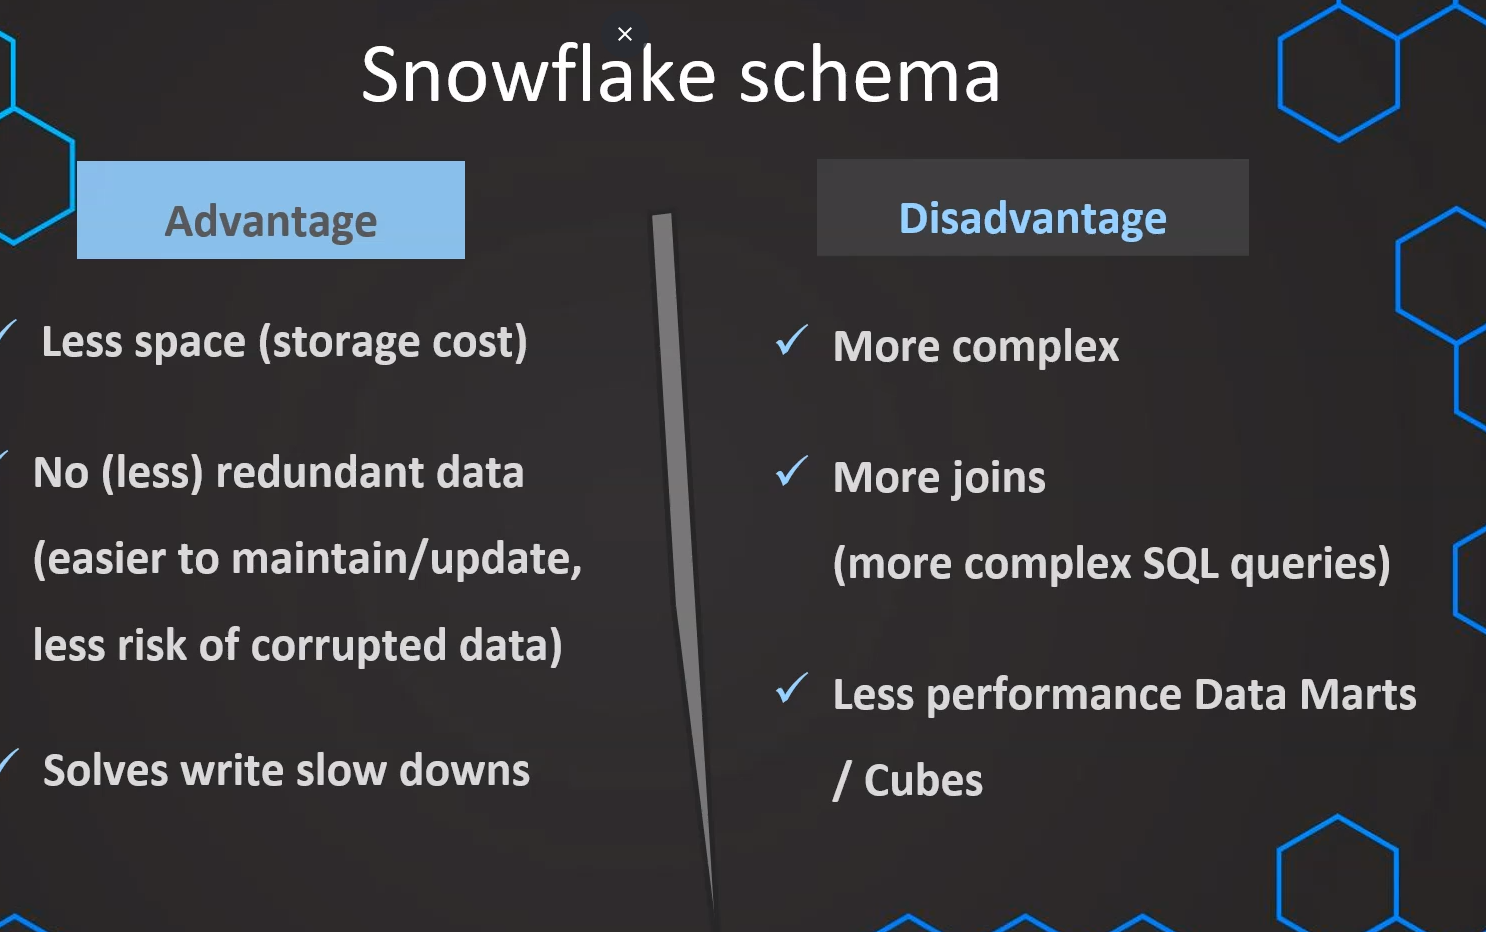 Snowflake schema
Advantage
Less space (storage cost)
No (less) redundant data
(easier to maintain/update,
less risk of corrupted data)
Solves write slow downs
Disadvantage
More complex
More joins
(more complex SQL queries)
Less performance Data Marts
/ Cubes